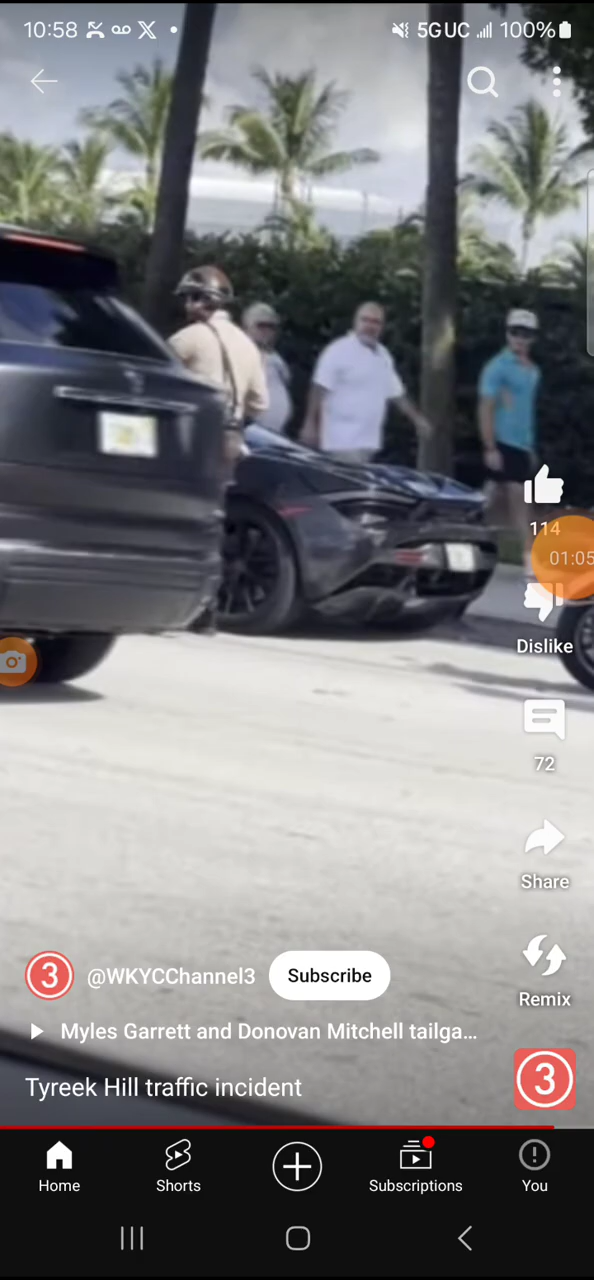 10:58
5G UC
100%
114
01:05
Dislike
72
Share
3 @WKYCChannel3 Subscribe
Remix
Myles Garrett and Donovan Mitchell tailga...
Tyreek Hill traffic incident
3
Home
Shorts
Subscriptions
You